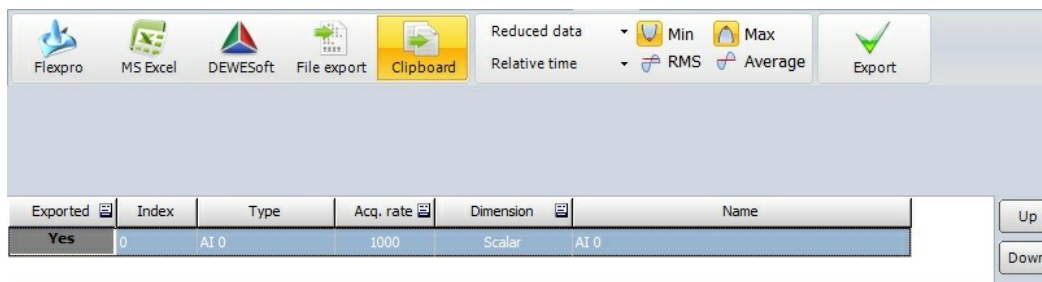 Flexpro MS Excel DEWESoft File export Clipboard Export
Reduced data Min Max
Relative time RMS Average
Exported Index Type Acq. rate Dimension Name
Yes 0 AI 0 1000 Scalar AI 0
Up
Down